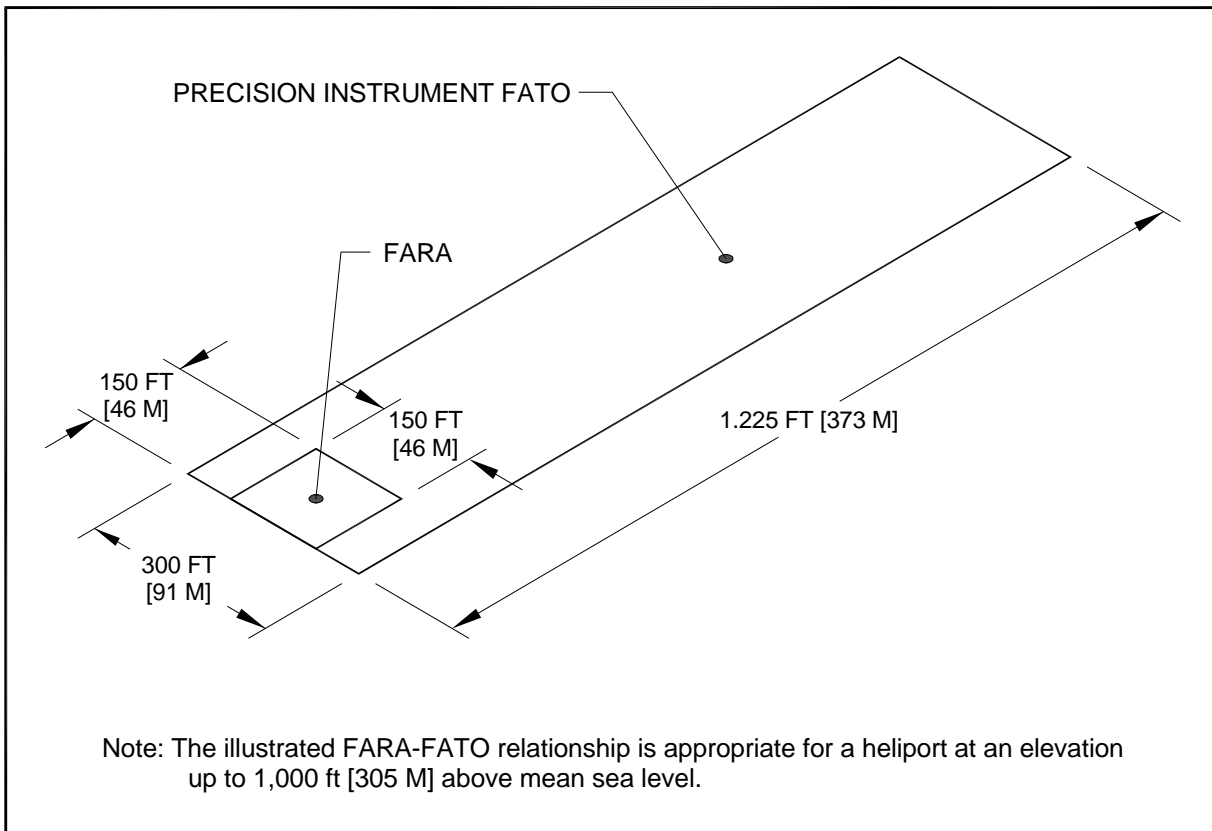 PRECISION INSTRUMENT FATO
FARA
150 FT
[46 M]
150 FT
[46 M]
1.225 FT [373 M]
300 FT
[91 M]
Note: The illustrated FARA-FATO relationship is appropriate for a heliport at an elevation
up to 1,000 ft [305 M] above mean sea level.